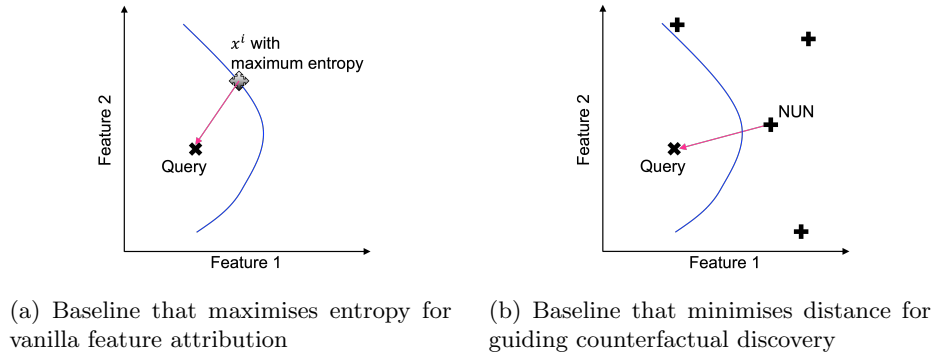 Feature 2
𝑥ⁱ with
maximum entropy
Query
Feature 1
(a) Baseline that maximises entropy for
vanilla feature attribution
Feature 2
NUN
Query
Feature 1
(b) Baseline that minimises distance for
guiding counterfactual discovery